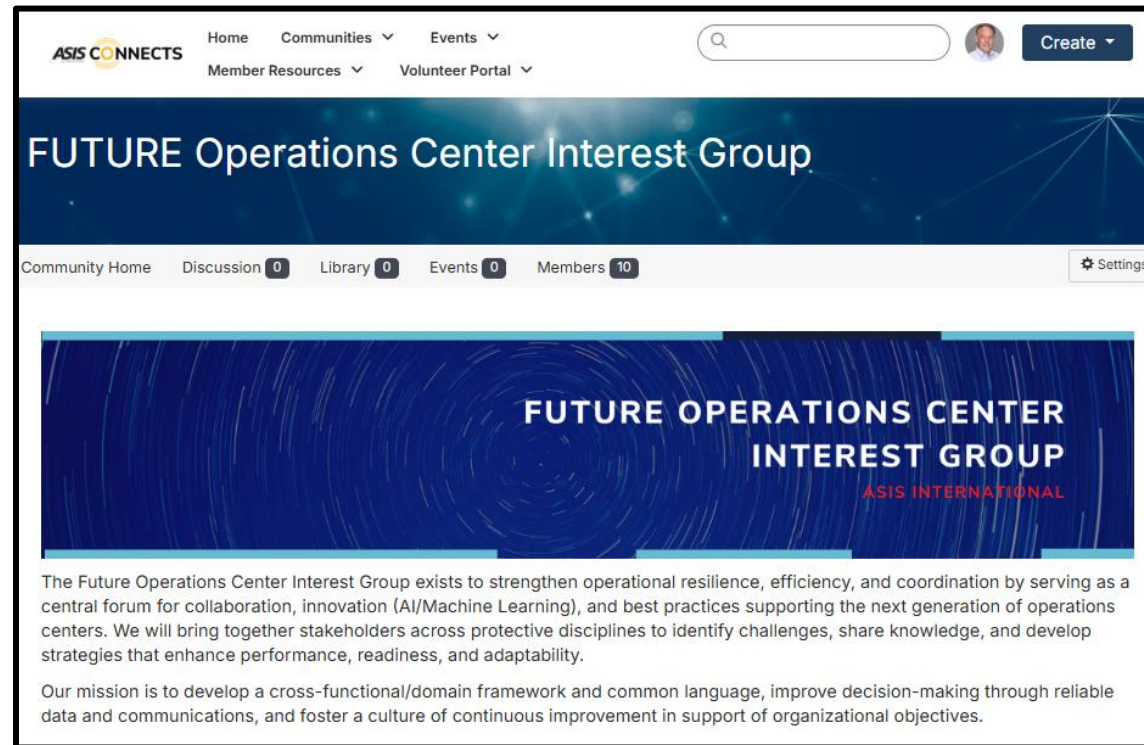 ASIS CONNECTS
Home Communities Events
Member Resources Volunteer Portal
Create
FUTURE Operations Center Interest Group
Community Home Discussion 0 Library 0 Events 0 Members 10 Settings
FUTURE OPERATIONS CENTER
INTEREST GROUP
ASIS INTERNATIONAL
The Future Operations Center Interest Group exists to strengthen operational resilience, efficiency, and coordination by serving as a
central forum for collaboration, innovation (AI/Machine Learning), and best practices supporting the next generation of operations
centers. We will bring together stakeholders across protective disciplines to identify challenges, share knowledge, and develop
strategies that enhance performance, readiness, and adaptability.
Our mission is to develop a cross-functional/domain framework and common language, improve decision-making through reliable
data and communications, and foster a culture of continuous improvement in support of organizational objectives.